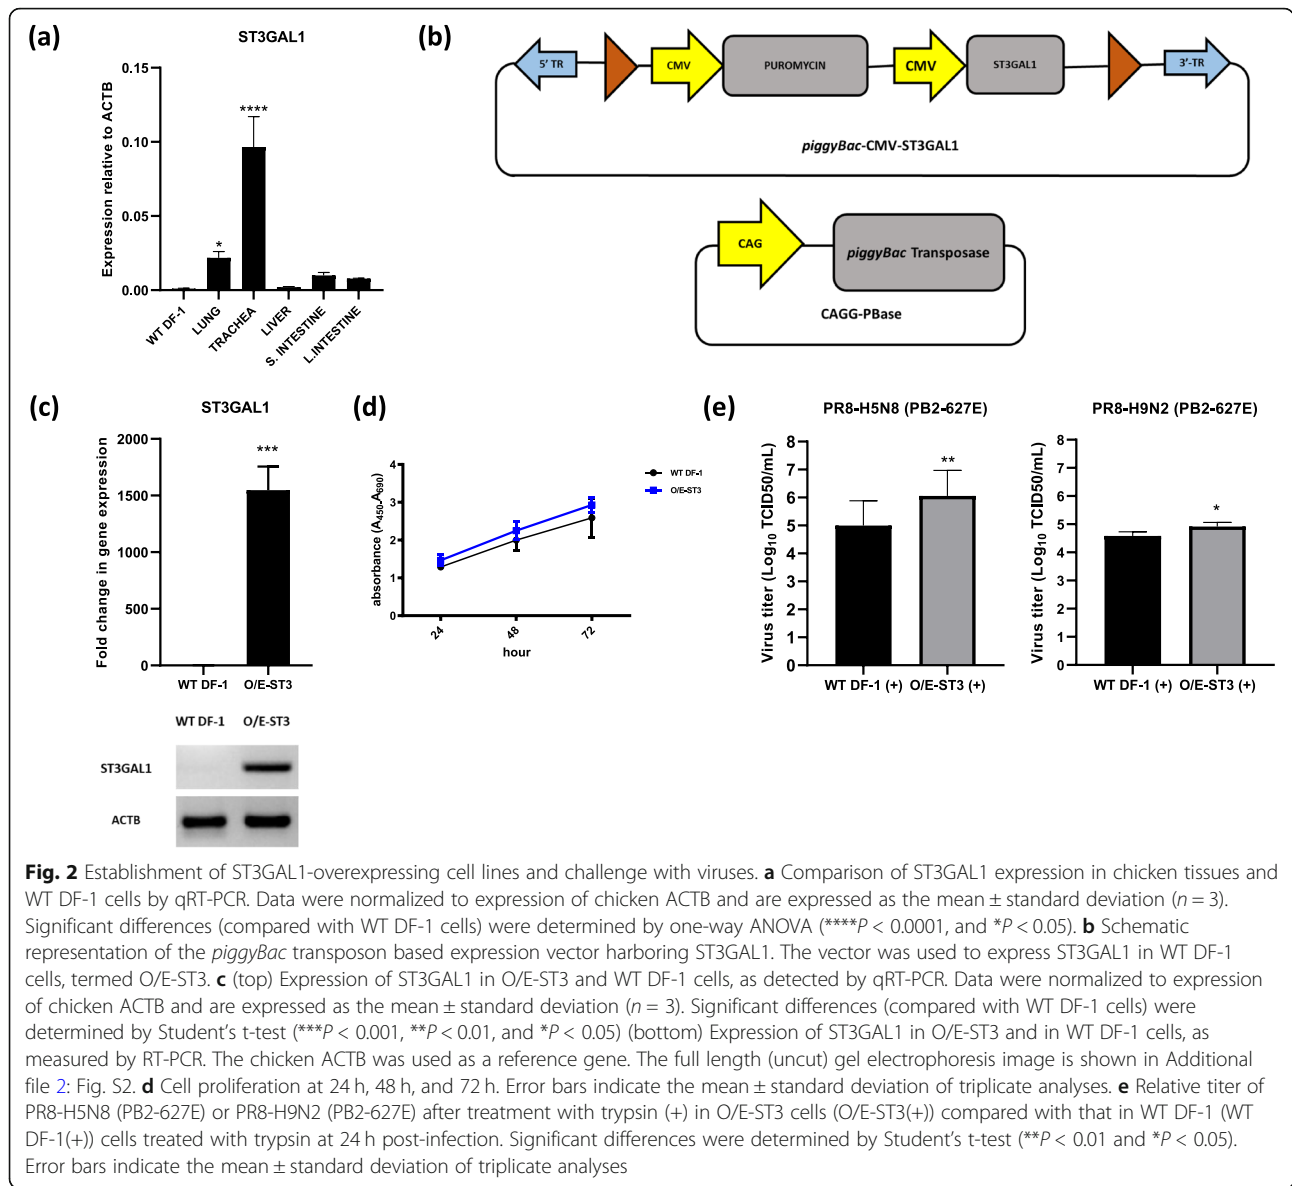 (a)
ST3GAL1
Expression relative to ACTB
0.15
0.10
0.05
0.00
*
****
WT DF-1
LUNG
TRACHEA
LIVER
S. INTESTINE
L.INTESTINE
(b)
5' TR
CMV
PUROMYCIN
CMV
ST3GAL1
3'-TR
piggyBac-CMV-ST3GAL1
CAG
piggyBac Transposase
CAGG-PBase
(c)
ST3GAL1
Fold change in gene expression
2000
1500
1000
500
0
***
WT DF-1
O/E-ST3
WT DF-1
O/E-ST3
ST3GAL1
ACTB
(d)
absorbance (A450-A690)
4
3
2
1
0
24
48
72
hour
WT DF-1
O/E-ST3
(e)
PR8-H5N8 (PB2-627E)
Virus titer (Log10 TCID50/mL)
8
7
6
5
4
3
2
1
0
**
WT DF-1 (+)
O/E-ST3 (+)
PR8-H9N2 (PB2-627E)
Virus titer (Log10 TCID50/mL)
8
7
6
5
4
3
2
1
0
*
WT DF-1 (+)
O/E-ST3 (+)
Fig. 2 Establishment of ST3GAL1-overexpressing cell lines and challenge with viruses. a Comparison of ST3GAL1 expression in chicken tissues and
WT DF-1 cells by qRT-PCR. Data were normalized to expression of chicken ACTB and are expressed as the mean ± standard deviation (n = 3).
Significant differences (compared with WT DF-1 cells) were determined by one-way ANOVA (****P < 0.0001, and *P < 0.05). b Schematic
representation of the piggyBac transposon based expression vector harboring ST3GAL1. The vector was used to express ST3GAL1 in WT DF-1
cells, termed O/E-ST3. c (top) Expression of ST3GAL1 in O/E-ST3 and WT DF-1 cells, as detected by qRT-PCR. Data were normalized to expression
of chicken ACTB and are expressed as the mean ± standard deviation (n = 3). Significant differences (compared with WT DF-1 cells) were
determined by Student's t-test (***P < 0.001, **P < 0.01, and *P < 0.05) (bottom) Expression of ST3GAL1 in O/E-ST3 and in WT DF-1 cells, as
measured by RT-PCR. The chicken ACTB was used as a reference gene. The full length (uncut) gel electrophoresis image is shown in Additional
file 2: Fig. S2. d Cell proliferation at 24 h, 48 h, and 72 h. Error bars indicate the mean ± standard deviation of triplicate analyses. e Relative titer of
PR8-H5N8 (PB2-627E) or PR8-H9N2 (PB2-627E) after treatment with trypsin (+) in O/E-ST3 cells (O/E-ST3(+)) compared with that in WT DF-1 (WT
DF-1(+)) cells treated with trypsin at 24 h post-infection. Significant differences were determined by Student's t-test (**P < 0.01 and *P < 0.05).
Error bars indicate the mean ± standard deviation of triplicate analyses